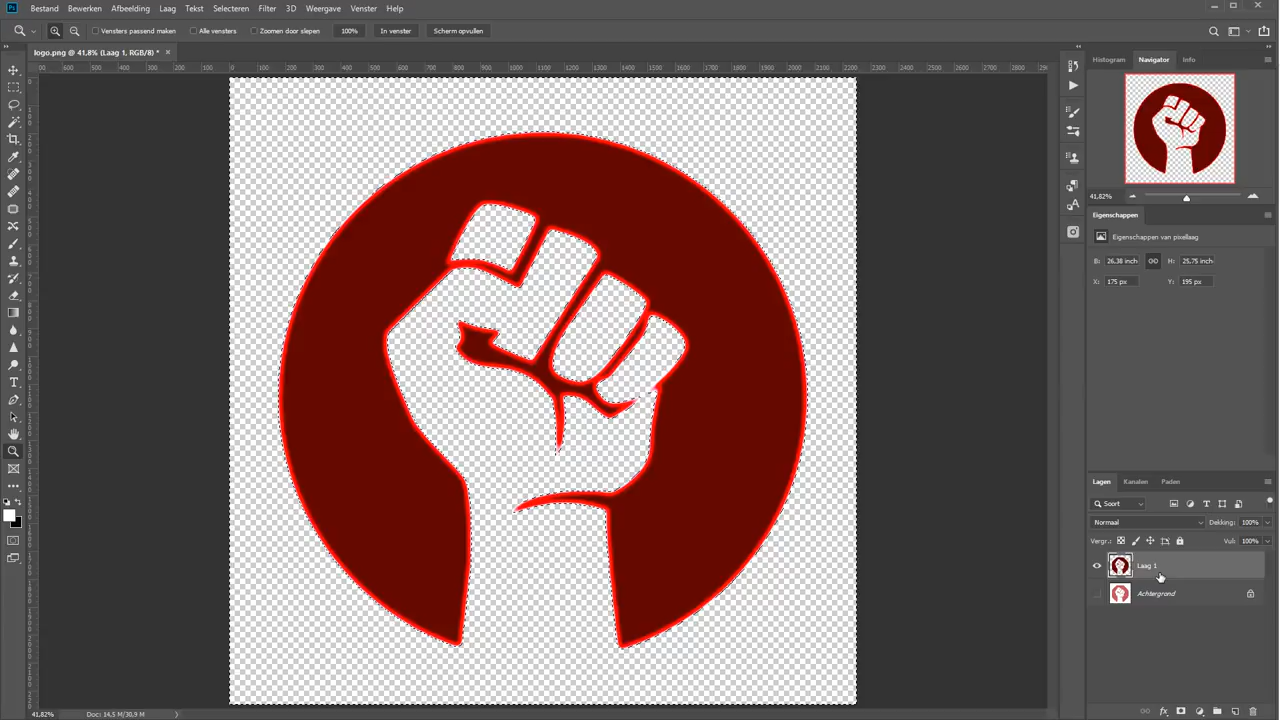 Ps Bestand Bewerken Afbeelding Laag Tekst Selecteren Filter 3D Weergave Venster Help
Vensters passend maken Alle vensters Zoomen door slepen 100% In venster Scherm opvullen
logo.png @ 41,8% (Laag 1, RGB/8) *
Histogram Navigator Info
41,82%
Eigenschappen
Eigenschappen van pixellaag
B: 26,38 inch H: 25,75 inch
X: 175 px Y: 195 px
Lagen Kanalen Paden
Soort
Normaal Dekking: 100%
Vergr.: Vul: 100%
Laag 1
Achtergrond
41,82% Doc: 14,5 M/30,9 M